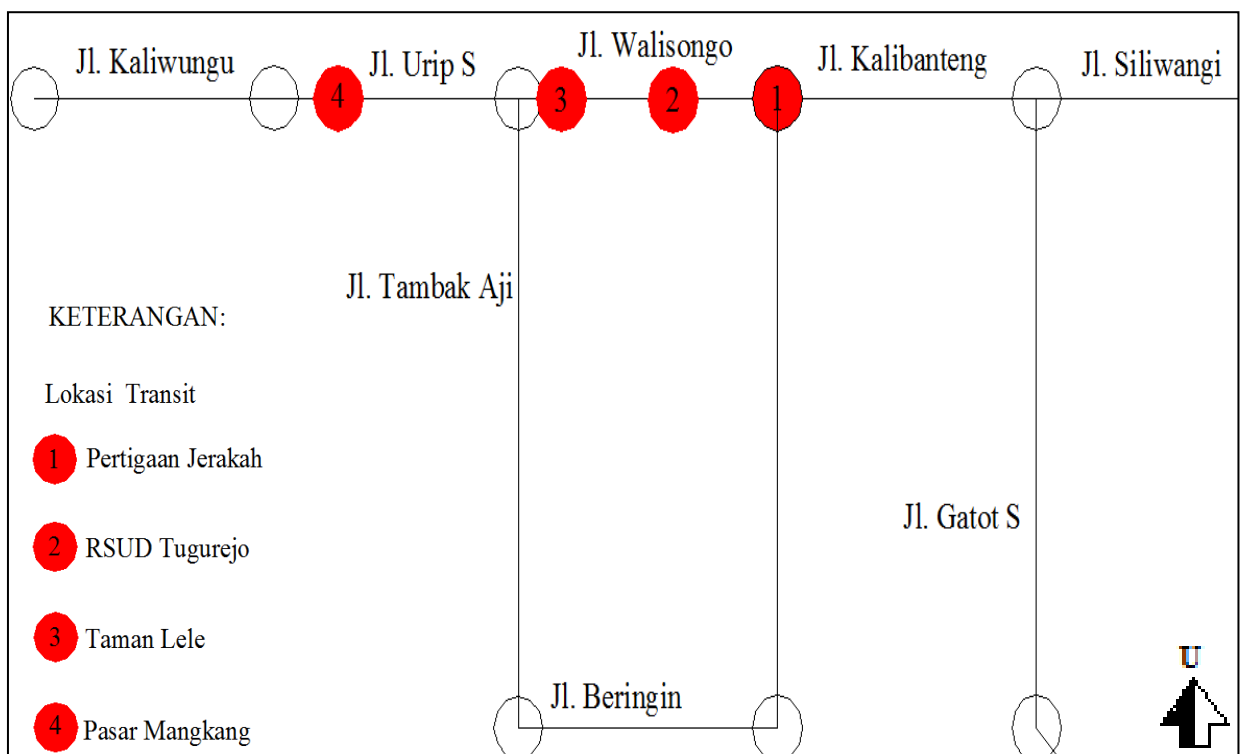 Jl. Kaliwungu
Jl. Urip S
Jl. Walisongo
Jl. Kalibanteng
Jl. Siliwangi
4
3
2
1
Jl. Tambak Aji
KETERANGAN:
Lokasi Transit
1 Pertigaan Jerakah
Jl. Gatot S
2 RSUD Tugurejo
3 Taman Lele
U
Jl. Beringin
4 Pasar Mangkang